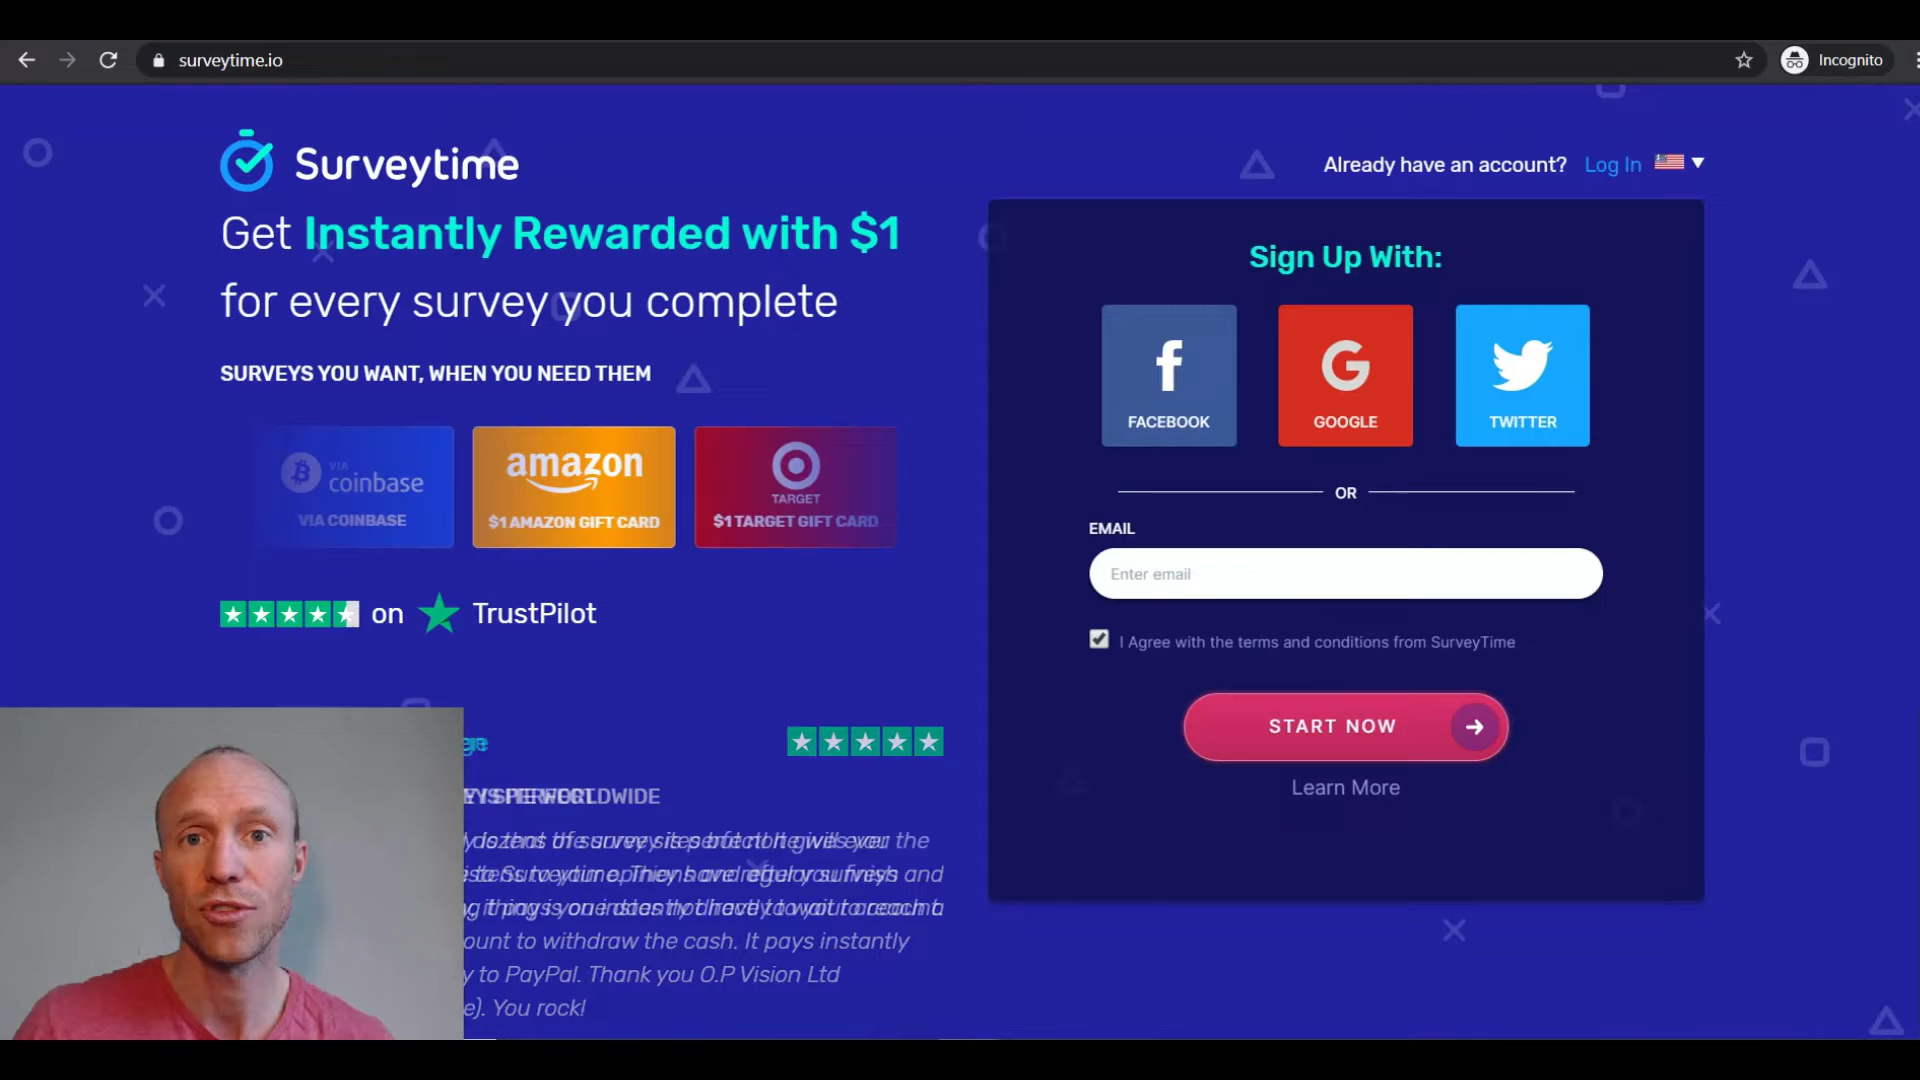 surveytime.io
Incognito
Surveytime
Already have an account? Log In
Get Instantly Rewarded with $1
for every survey you complete
SURVEYS YOU WANT, WHEN YOU NEED THEM
VIA
coinbase
VIA COINBASE
amazon
$1 AMAZON GIFT CARD
TARGET
$1 TARGET GIFT CARD
on TrustPilot
WORLDWIDE
the
and
ount to withdraw the cash. It pays instantly
y to PayPal. Thank you O.P Vision Ltd
e). You rock!
Sign Up With:
f
FACEBOOK
G
GOOGLE
TWITTER
OR
EMAIL
Enter email
I Agree with the terms and conditions from SurveyTime
START NOW
Learn More